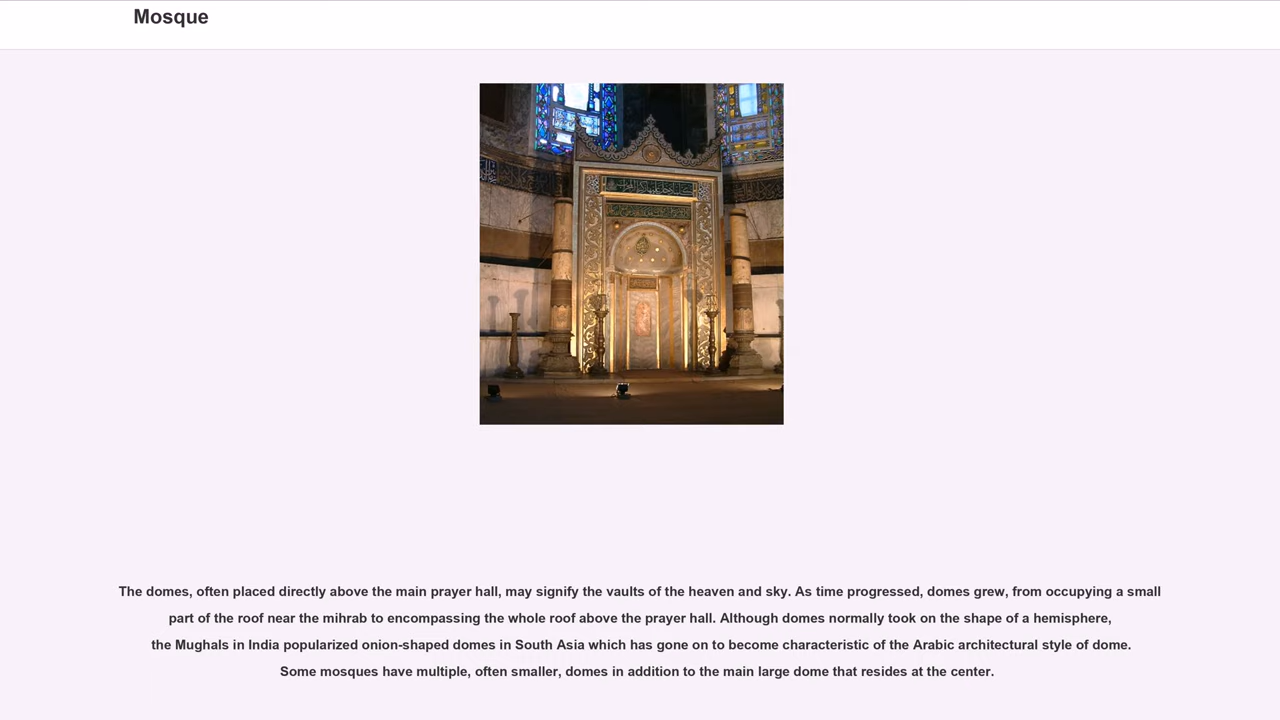 Mosque
The domes, often placed directly above the main prayer hall, may signify the vaults of the heaven and sky. As time progressed, domes grew, from occupying a small
part of the roof near the mihrab to encompassing the whole roof above the prayer hall. Although domes normally took on the shape of a hemisphere,
the Mughals in India popularized onion-shaped domes in South Asia which has gone on to become characteristic of the Arabic architectural style of dome.
Some mosques have multiple, often smaller, domes in addition to the main large dome that resides at the center.